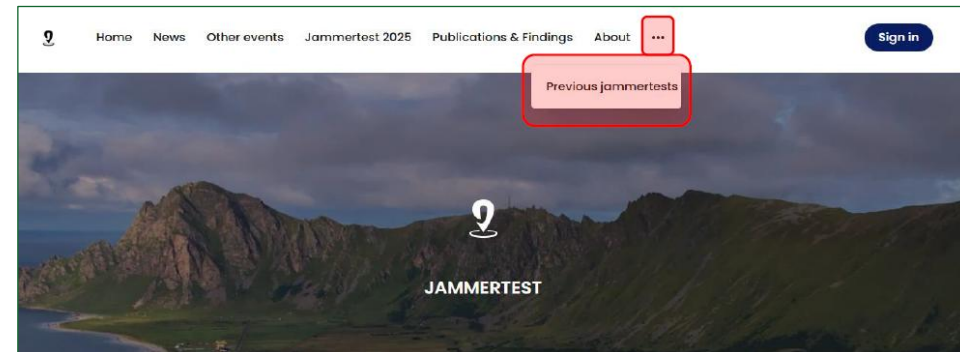 Home News Other events Jammertest 2025 Publications & Findings About ··· Sign in
Previous jammertests
JAMMERTEST